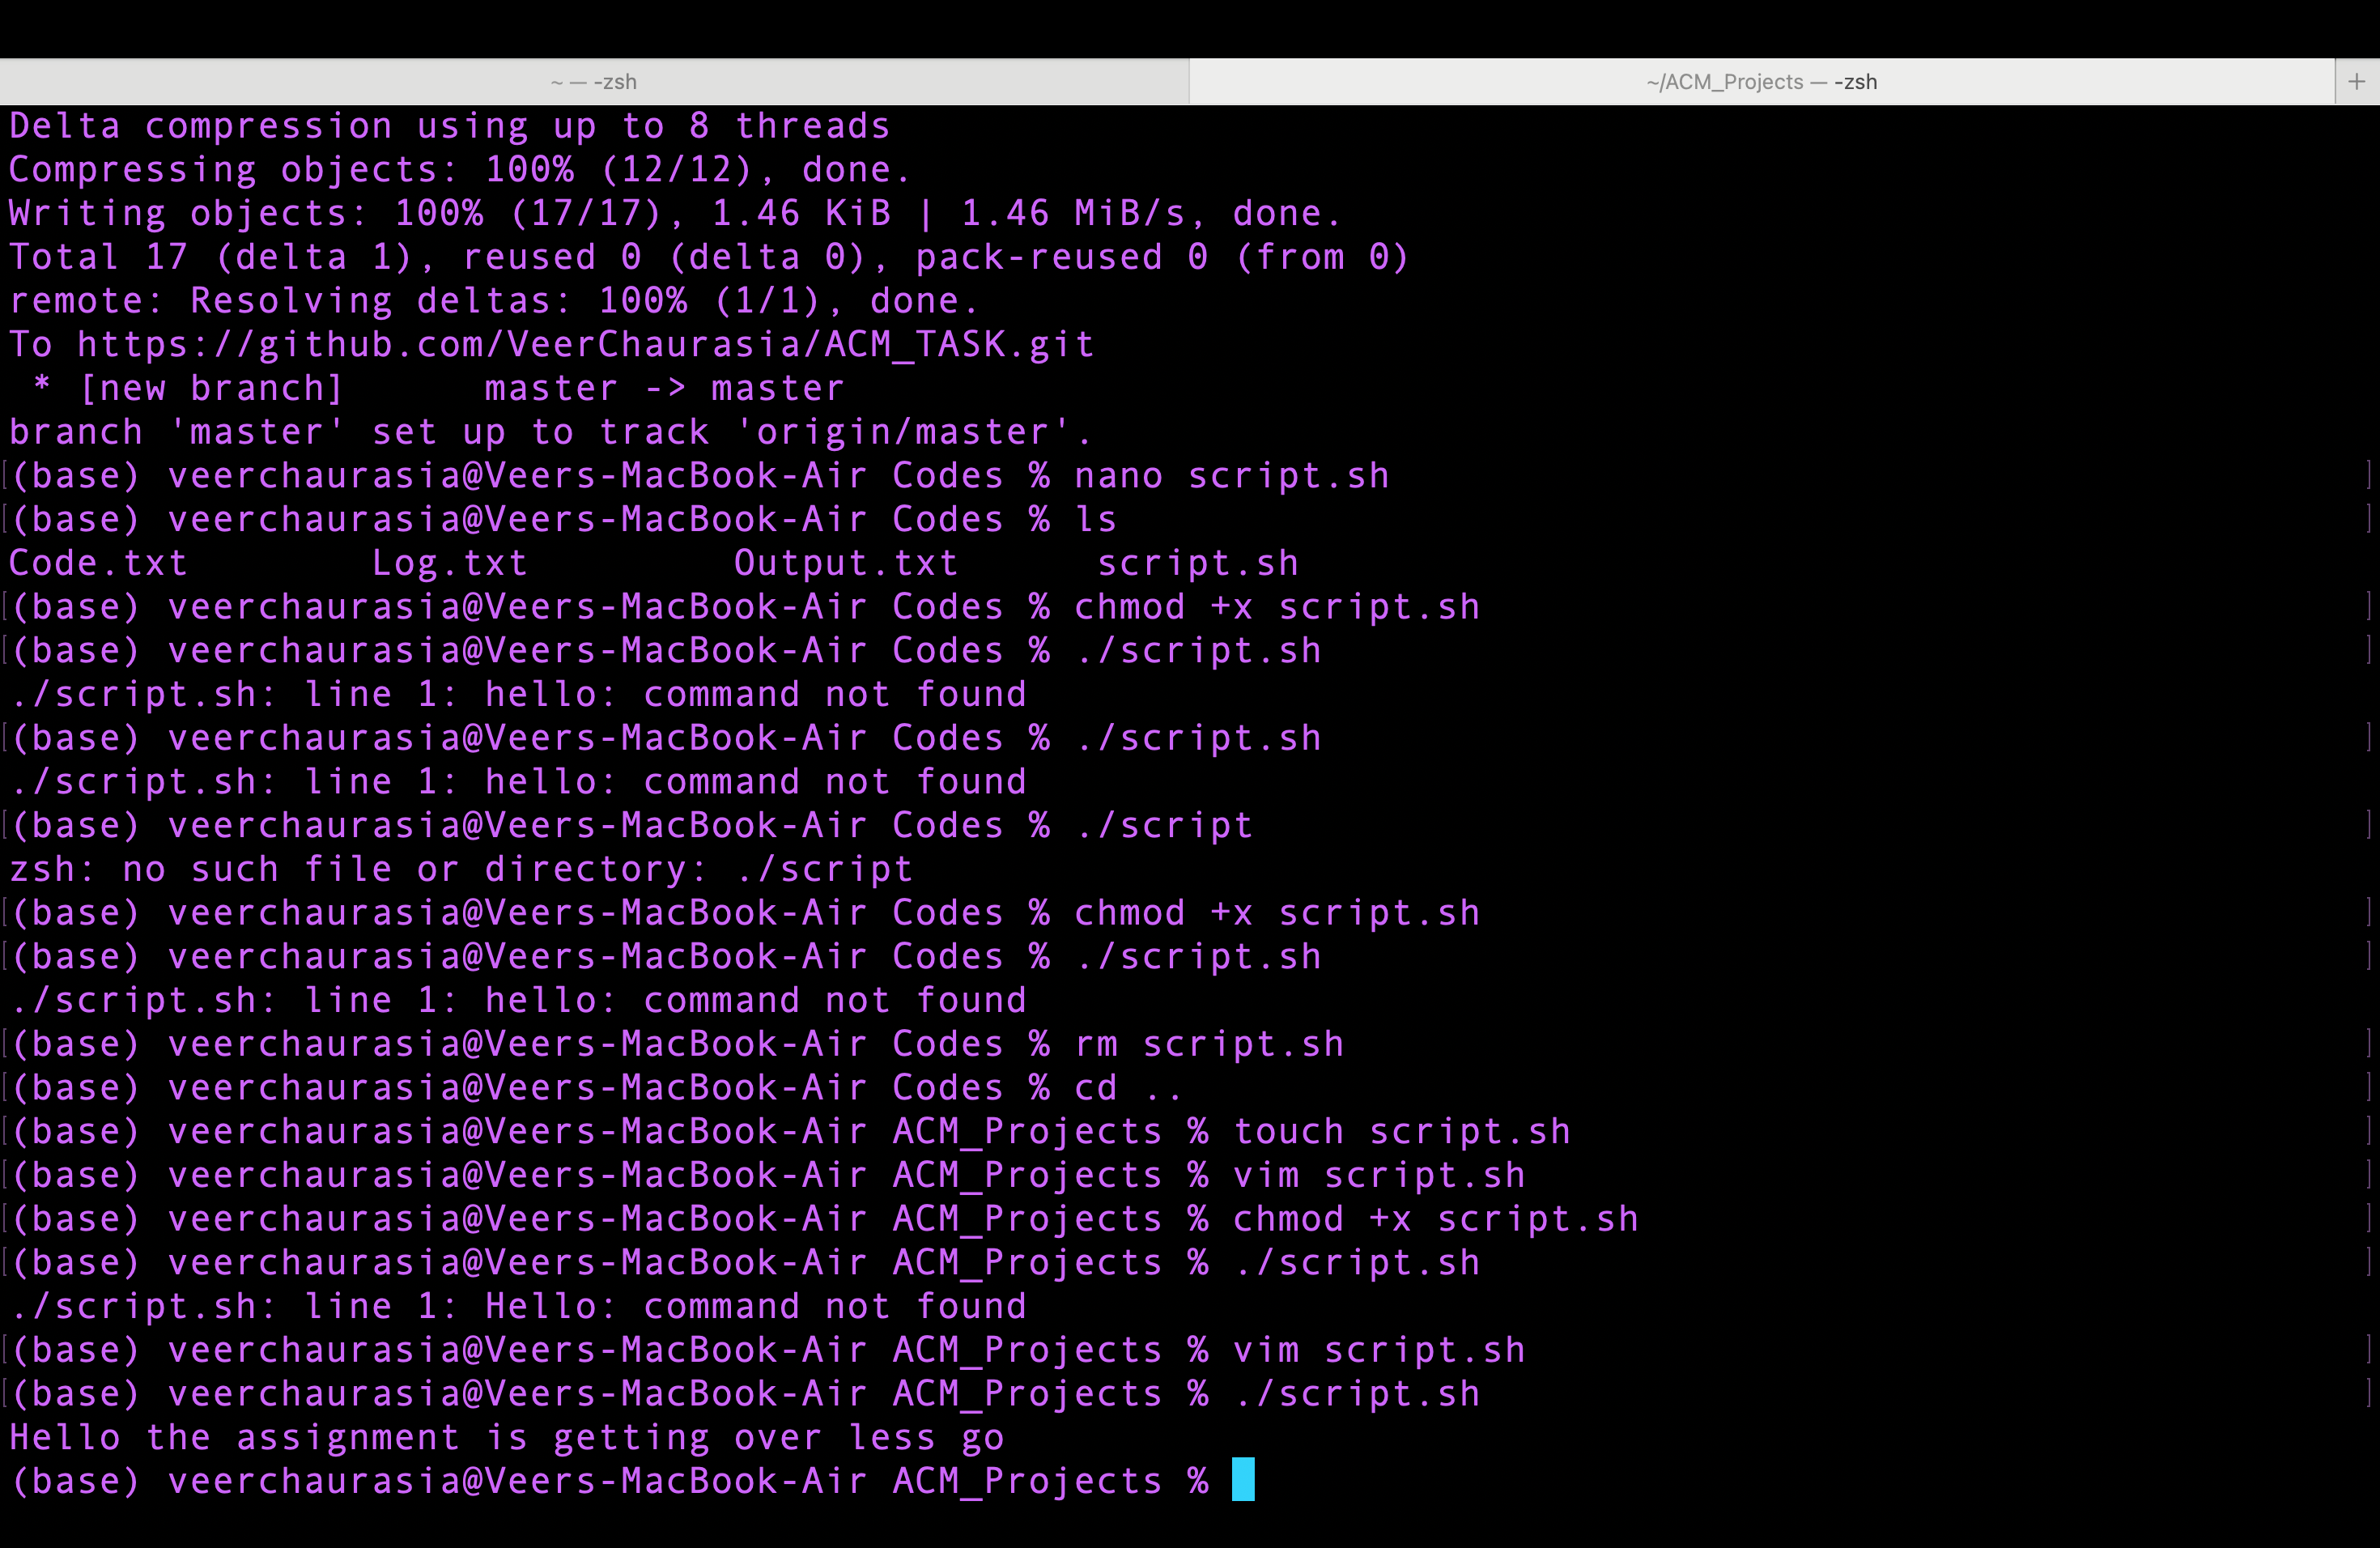 ~ — -zsh
~/ACM_Projects — -zsh
+
Delta compression using up to 8 threads
Compressing objects: 100% (12/12), done.
Writing objects: 100% (17/17), 1.46 KiB | 1.46 MiB/s, done.
Total 17 (delta 1), reused 0 (delta 0), pack-reused 0 (from 0)
remote: Resolving deltas: 100% (1/1), done.
To https://github.com/VeerChaurasia/ACM_TASK.git
 * [new branch]      master -> master
branch 'master' set up to track 'origin/master'.
[(base) veerchaurasia@Veers-MacBook-Air Codes % nano script.sh ]
[(base) veerchaurasia@Veers-MacBook-Air Codes % ls ]
Code.txt        Log.txt         Output.txt      script.sh
[(base) veerchaurasia@Veers-MacBook-Air Codes % chmod +x script.sh ]
[(base) veerchaurasia@Veers-MacBook-Air Codes % ./script.sh ]
./script.sh: line 1: hello: command not found
[(base) veerchaurasia@Veers-MacBook-Air Codes % ./script.sh ]
./script.sh: line 1: hello: command not found
[(base) veerchaurasia@Veers-MacBook-Air Codes % ./script ]
zsh: no such file or directory: ./script
[(base) veerchaurasia@Veers-MacBook-Air Codes % chmod +x script.sh ]
[(base) veerchaurasia@Veers-MacBook-Air Codes % ./script.sh ]
./script.sh: line 1: hello: command not found
[(base) veerchaurasia@Veers-MacBook-Air Codes % rm script.sh ]
[(base) veerchaurasia@Veers-MacBook-Air Codes % cd .. ]
[(base) veerchaurasia@Veers-MacBook-Air ACM_Projects % touch script.sh ]
[(base) veerchaurasia@Veers-MacBook-Air ACM_Projects % vim script.sh ]
[(base) veerchaurasia@Veers-MacBook-Air ACM_Projects % chmod +x script.sh ]
[(base) veerchaurasia@Veers-MacBook-Air ACM_Projects % ./script.sh ]
./script.sh: line 1: Hello: command not found
[(base) veerchaurasia@Veers-MacBook-Air ACM_Projects % vim script.sh ]
[(base) veerchaurasia@Veers-MacBook-Air ACM_Projects % ./script.sh ]
Hello the assignment is getting over less go
(base) veerchaurasia@Veers-MacBook-Air ACM_Projects %